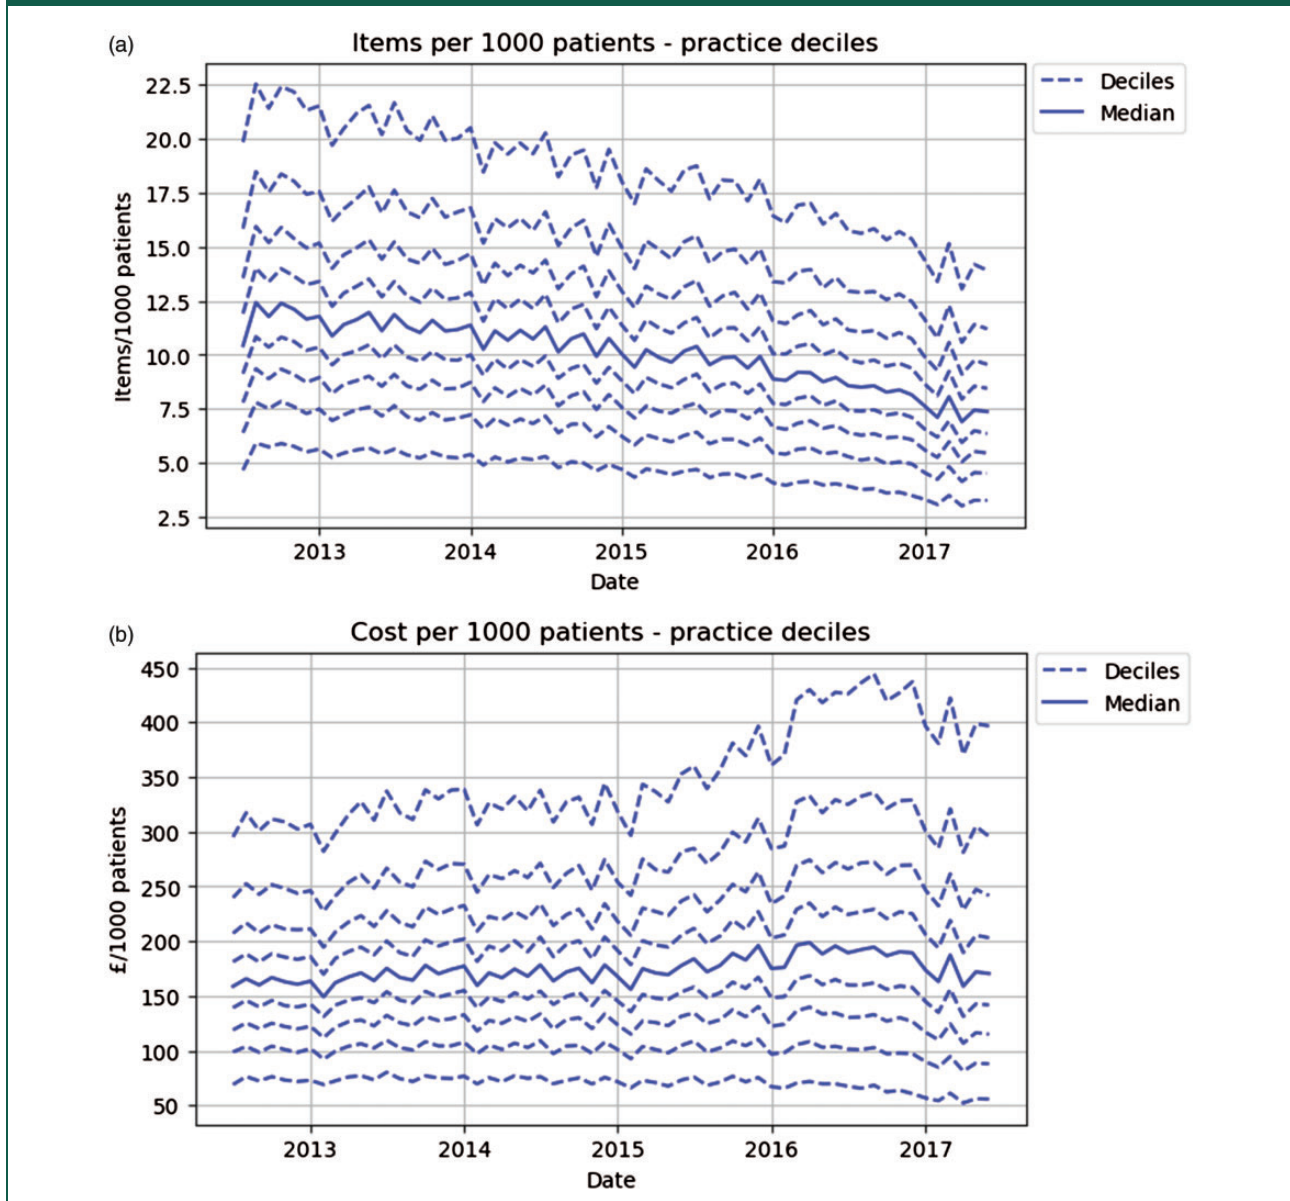 (a)
Items per 1000 patients - practice deciles
22.5
20.0
17.5
15.0
12.5
10.0
7.5
5.0
2.5
Items/1000 patients
2013 2014 2015 2016 2017
Date
Deciles
Median
(b)
Cost per 1000 patients - practice deciles
450
400
350
300
250
200
150
100
50
£/1000 patients
2013 2014 2015 2016 2017
Date
Deciles
Median